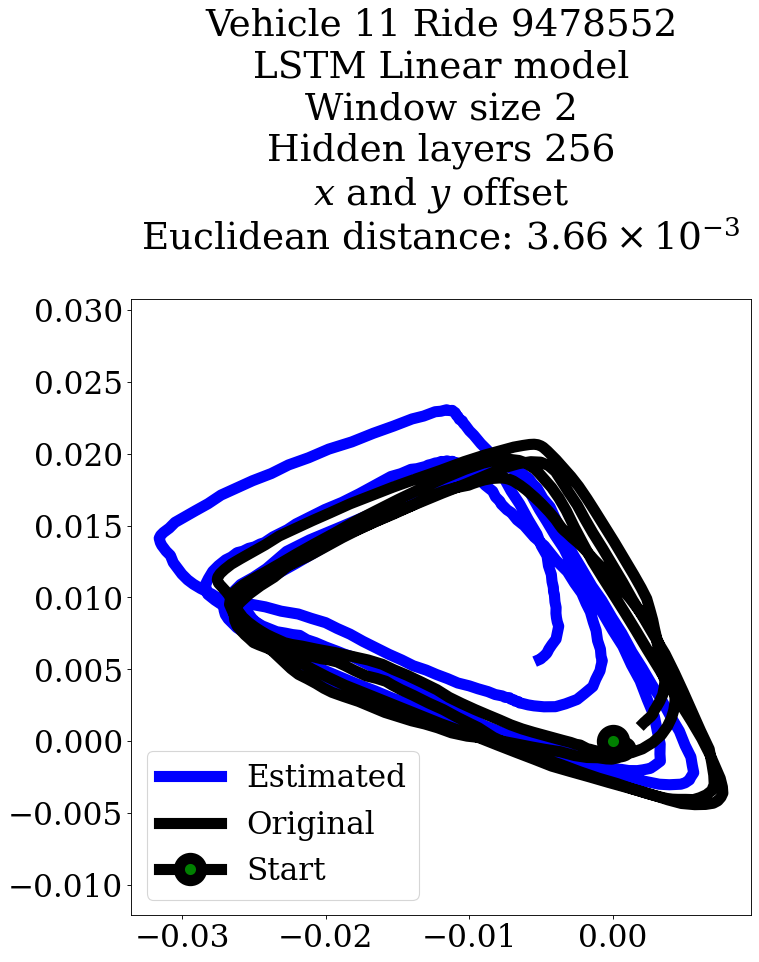 Vehicle 11 Ride 9478552
LSTM Linear model
Window size 2
Hidden layers 256
x and y offset
Euclidean distance: 3.66 × 10⁻³
0.030
0.025
0.020
0.015
0.010
0.005
0.000
−0.005
−0.010
Estimated
Original
Start
−0.03 −0.02 −0.01 0.00